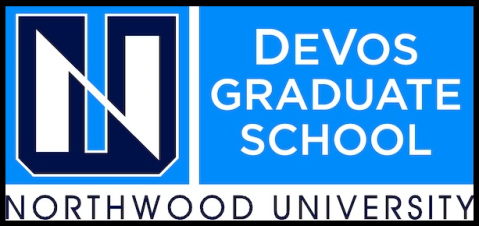 N
DEVOS
GRADUATE
SCHOOL
NORTHWOOD UNIVERSITY